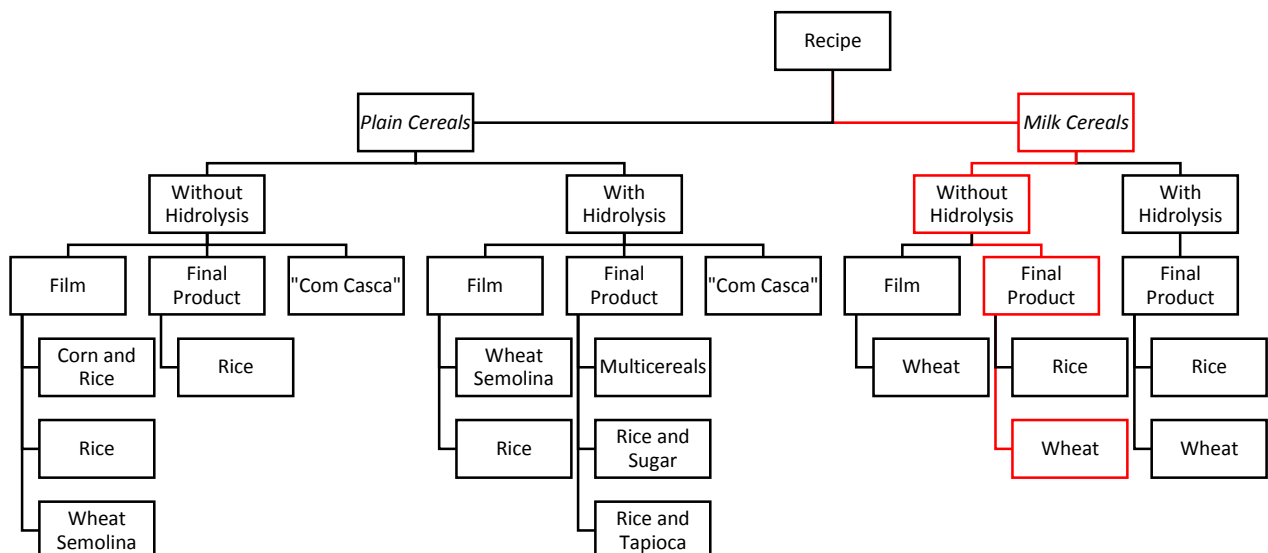 Recipe
Plain Cereals
Milk Cereals
Without
Hidrolysis
With
Hidrolysis
Without
Hidrolysis
With
Hidrolysis
Film
Final
Product
"Com Casca"
Film
Final
Product
"Com Casca"
Film
Final
Product
Final
Product
Corn and
Rice
Rice
Wheat
Semolina
Multicereals
Wheat
Rice
Rice
Rice
Rice
Rice and
Sugar
Wheat
Wheat
Wheat
Semolina
Rice and
Tapioca